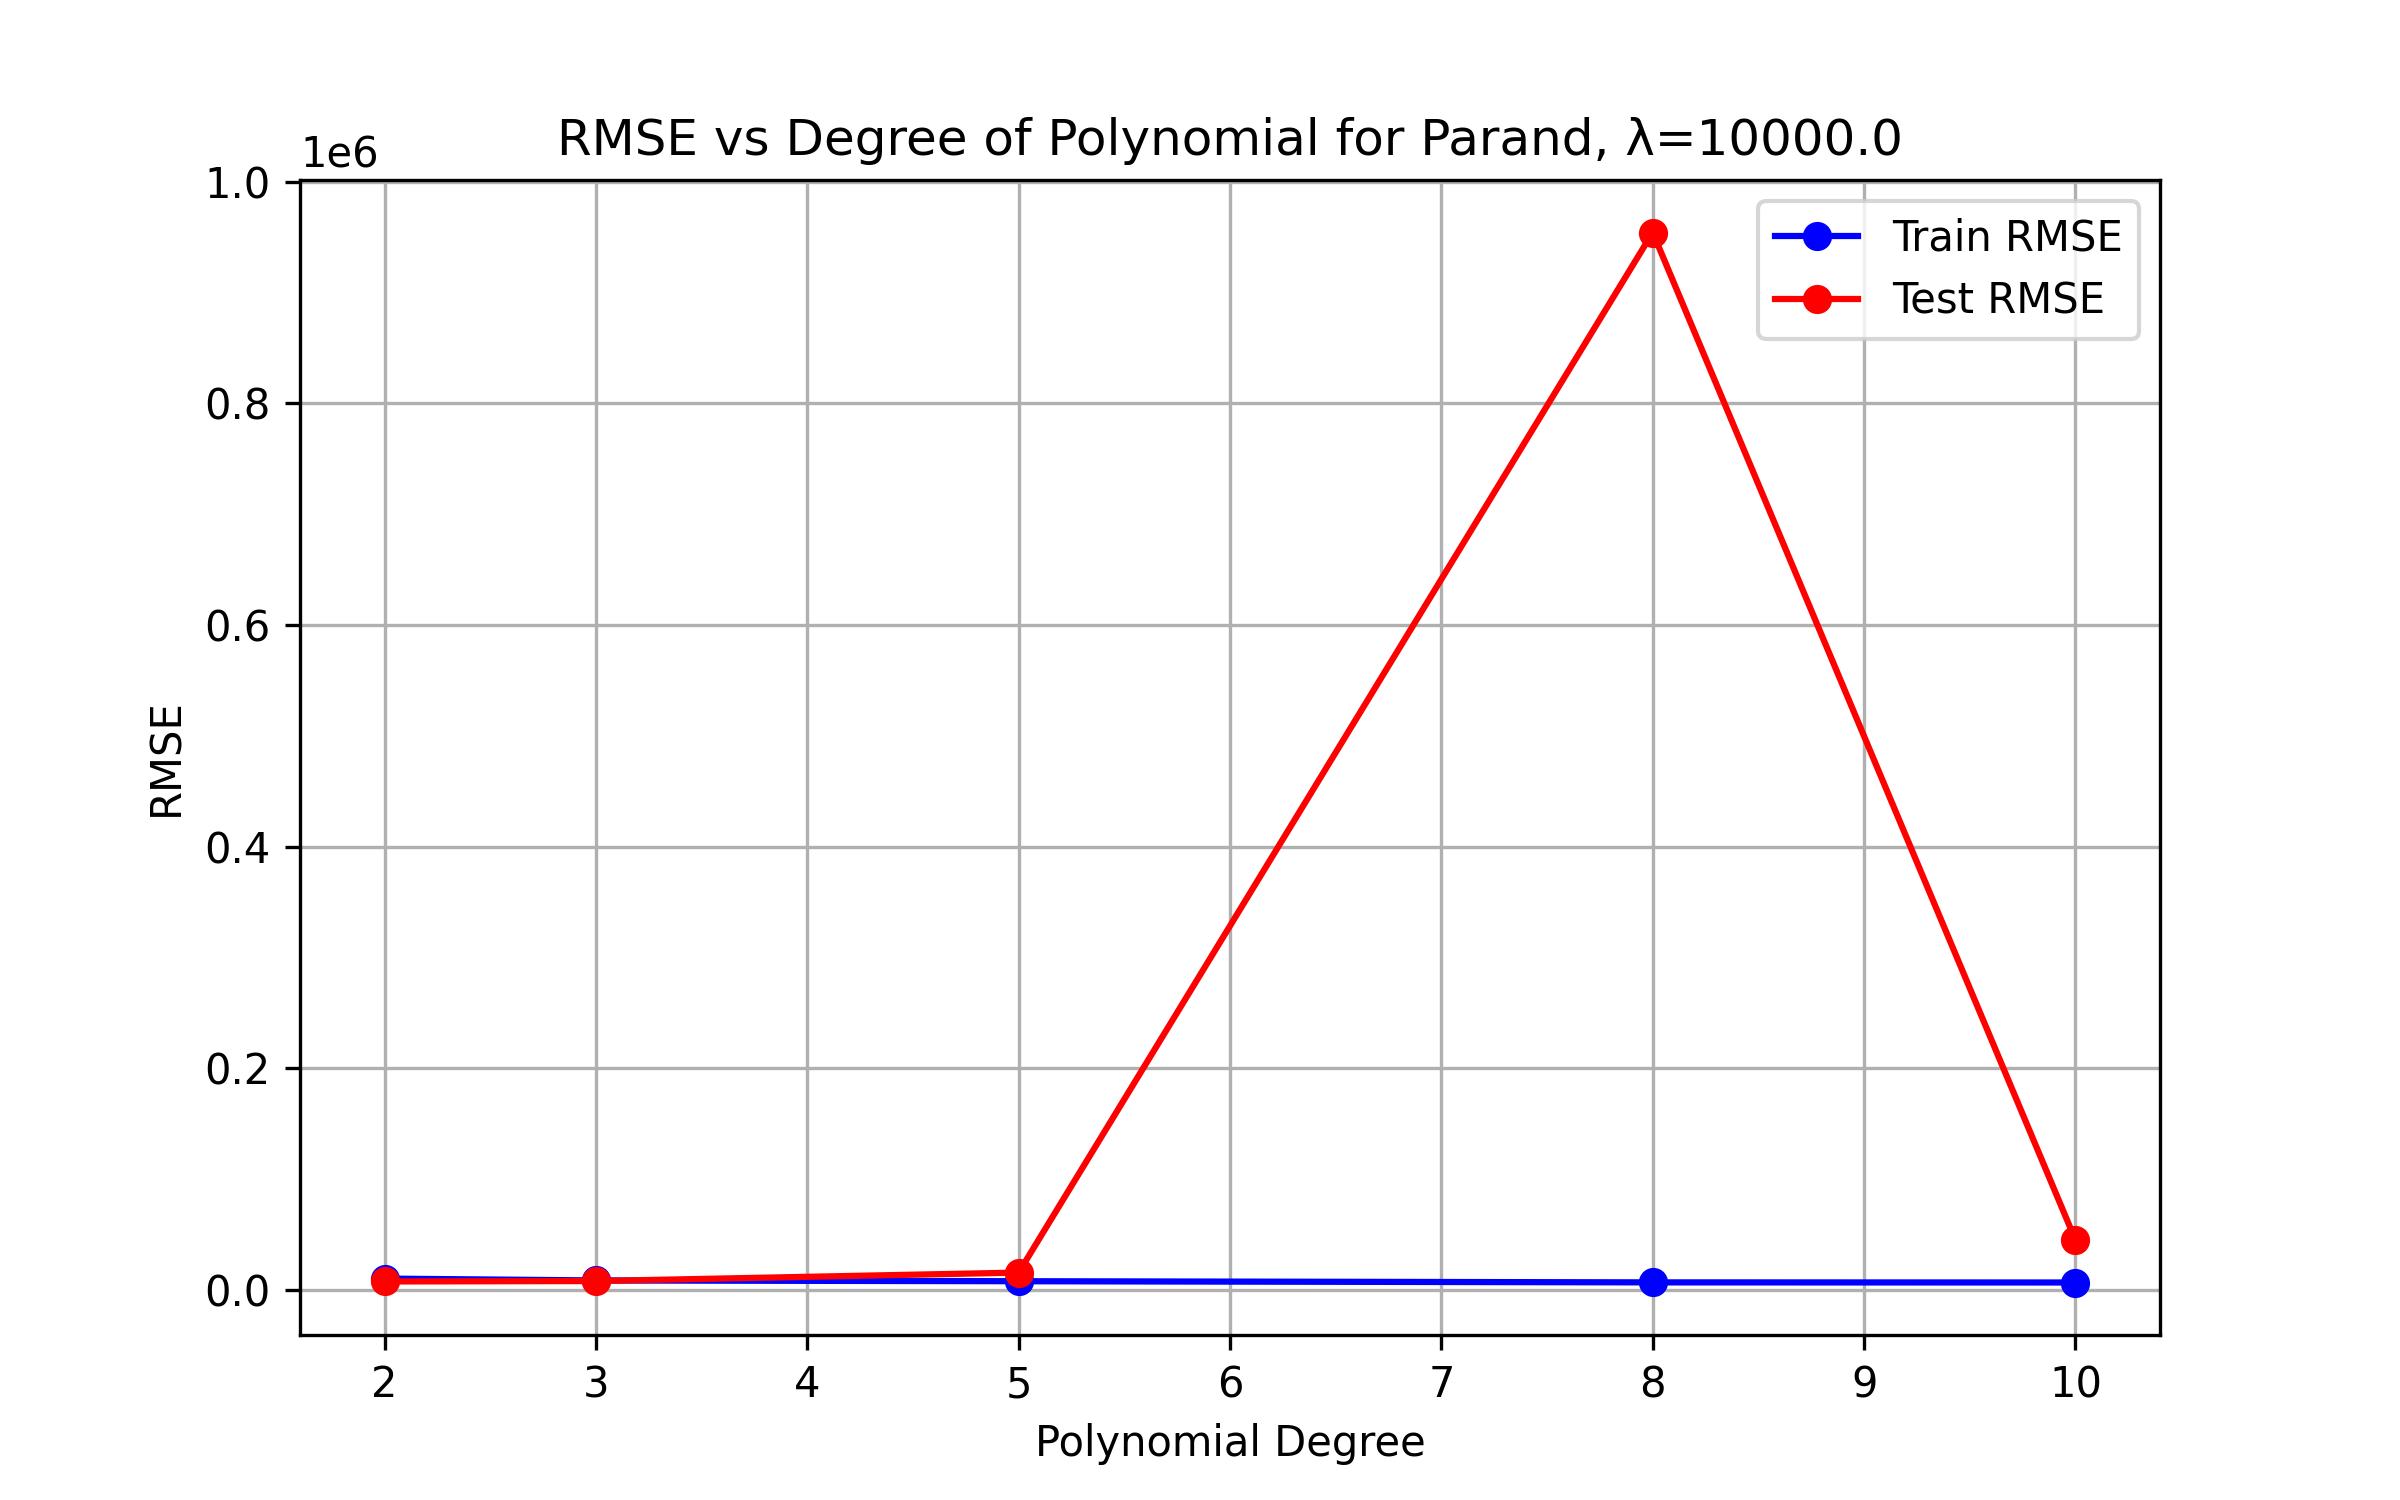 RMSE vs Degree of Polynomial for Parand, λ=10000.0
1e6
1.0
0.8
0.6
0.4
0.2
0.0
RMSE
Train RMSE
Test RMSE
2 3 4 5 6 7 8 9 10
Polynomial Degree